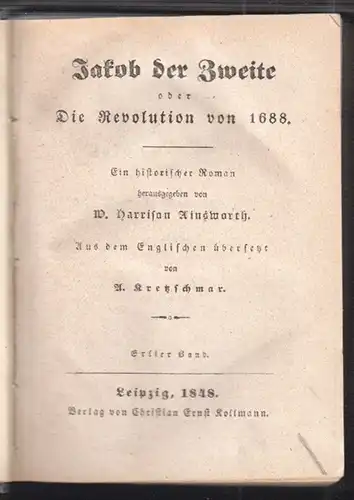 Jakob der Zweite
oder
Die Revolution von 1688.
Ein historischer Roman
herausgegeben von
W. Harrison Ainsworth.
Aus dem Englischen übersetzt
von
A. Kretzschmar.
Erster Band.
Leipzig, 1848.
Verlag von Christian Ernst Kollmann.